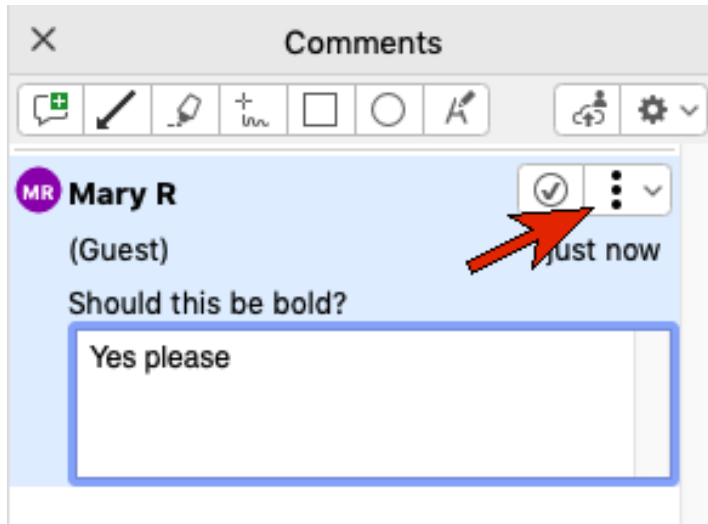 Comments
MR Mary R
(Guest) just now
Should this be bold?
Yes please